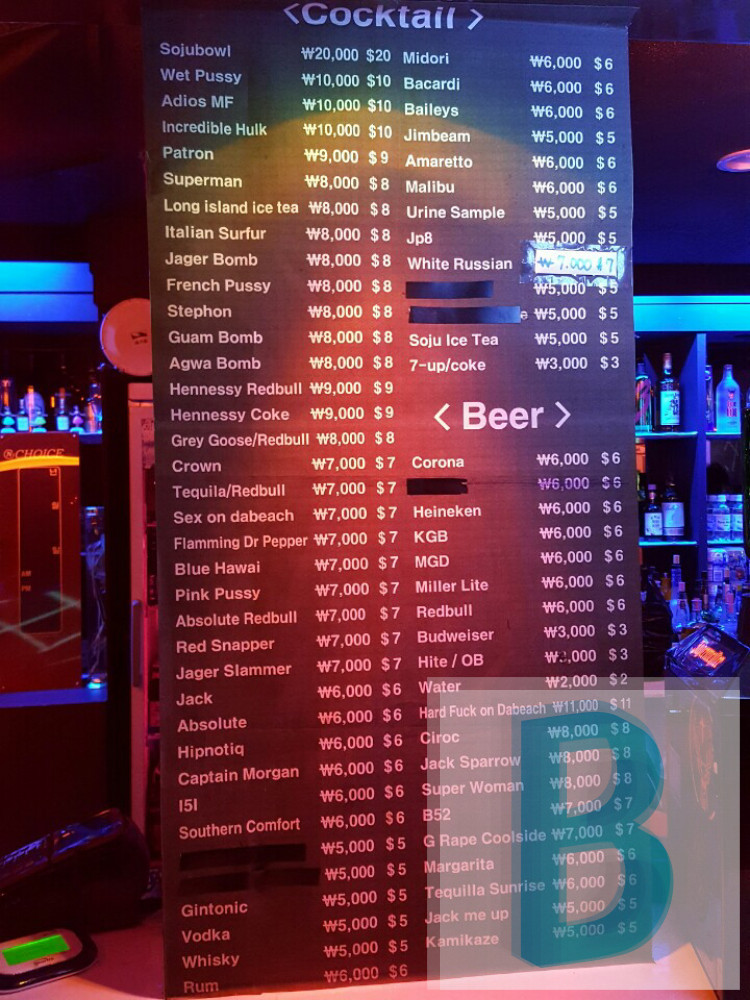 <Cocktail>
Sojubowl ₩20,000 $20
Wet Pussy ₩10,000 $10
Adios MF ₩10,000 $10
Incredible Hulk ₩10,000 $10
Patron ₩9,000 $9
Superman ₩8,000 $8
Long island ice tea ₩8,000 $8
Italian Surfur ₩8,000 $8
Jager Bomb ₩8,000 $8
French Pussy ₩8,000 $8
Stephon ₩8,000 $8
Guam Bomb ₩8,000 $8
Agwa Bomb ₩8,000 $8
Hennessy Redbull ₩9,000 $9
Hennessy Coke ₩9,000 $9
Grey Goose/Redbull ₩8,000 $8
Crown ₩7,000 $7
Tequila/Redbull ₩7,000 $7
Sex on dabeach ₩7,000 $7
Flamming Dr Pepper ₩7,000 $7
Blue Hawai ₩7,000 $7
Pink Pussy ₩7,000 $7
Absolute Redbull ₩7,000 $7
Red Snapper ₩7,000 $7
Jager Slammer ₩7,000 $7
Jack ₩6,000 $6
Absolute ₩6,000 $6
Hipnotiq ₩6,000 $6
Captain Morgan ₩6,000 $6
I5I ₩6,000 $6
Southern Comfort ₩6,000 $6
₩5,000 $5
₩5,000 $5
Gintonic ₩5,000 $5
Vodka ₩5,000 $5
Whisky ₩5,000 $5
Rum ₩6,000 $6
Midori ₩6,000 $6
Bacardi ₩6,000 $6
Baileys ₩6,000 $6
Jimbeam ₩5,000 $5
Amaretto ₩6,000 $6
Malibu ₩6,000 $6
Urine Sample ₩5,000 $5
Jp8 ₩5,000 $5
White Russian ₩7.000 $7
₩5,000 $5
e ₩5,000 $5
Soju Ice Tea ₩5,000 $5
7-up/coke ₩3,000 $3
<Beer>
Corona ₩6,000 $6
₩6,000 $6
Heineken ₩6,000 $6
KGB ₩6,000 $6
MGD ₩6,000 $6
Miller Lite ₩6,000 $6
Redbull ₩6,000 $6
Budweiser ₩3,000 $3
Hite / OB ₩3,000 $3
Water ₩2,000 $2
Hard Fuck on Dabeach ₩11,000 $11
Ciroc ₩8,000 $8
Jack Sparrow ₩8,000 $8
Super Woman ₩8,000 $8
B52 ₩7,000 $7
G Rape Coolside ₩7,000 $7
Margarita ₩6,000 $6
Tequilla Sunrise ₩6,000 $6
Jack me up ₩5,000 $5
Kamikaze ₩5,000 $5
CHOICE
AM
PM
B